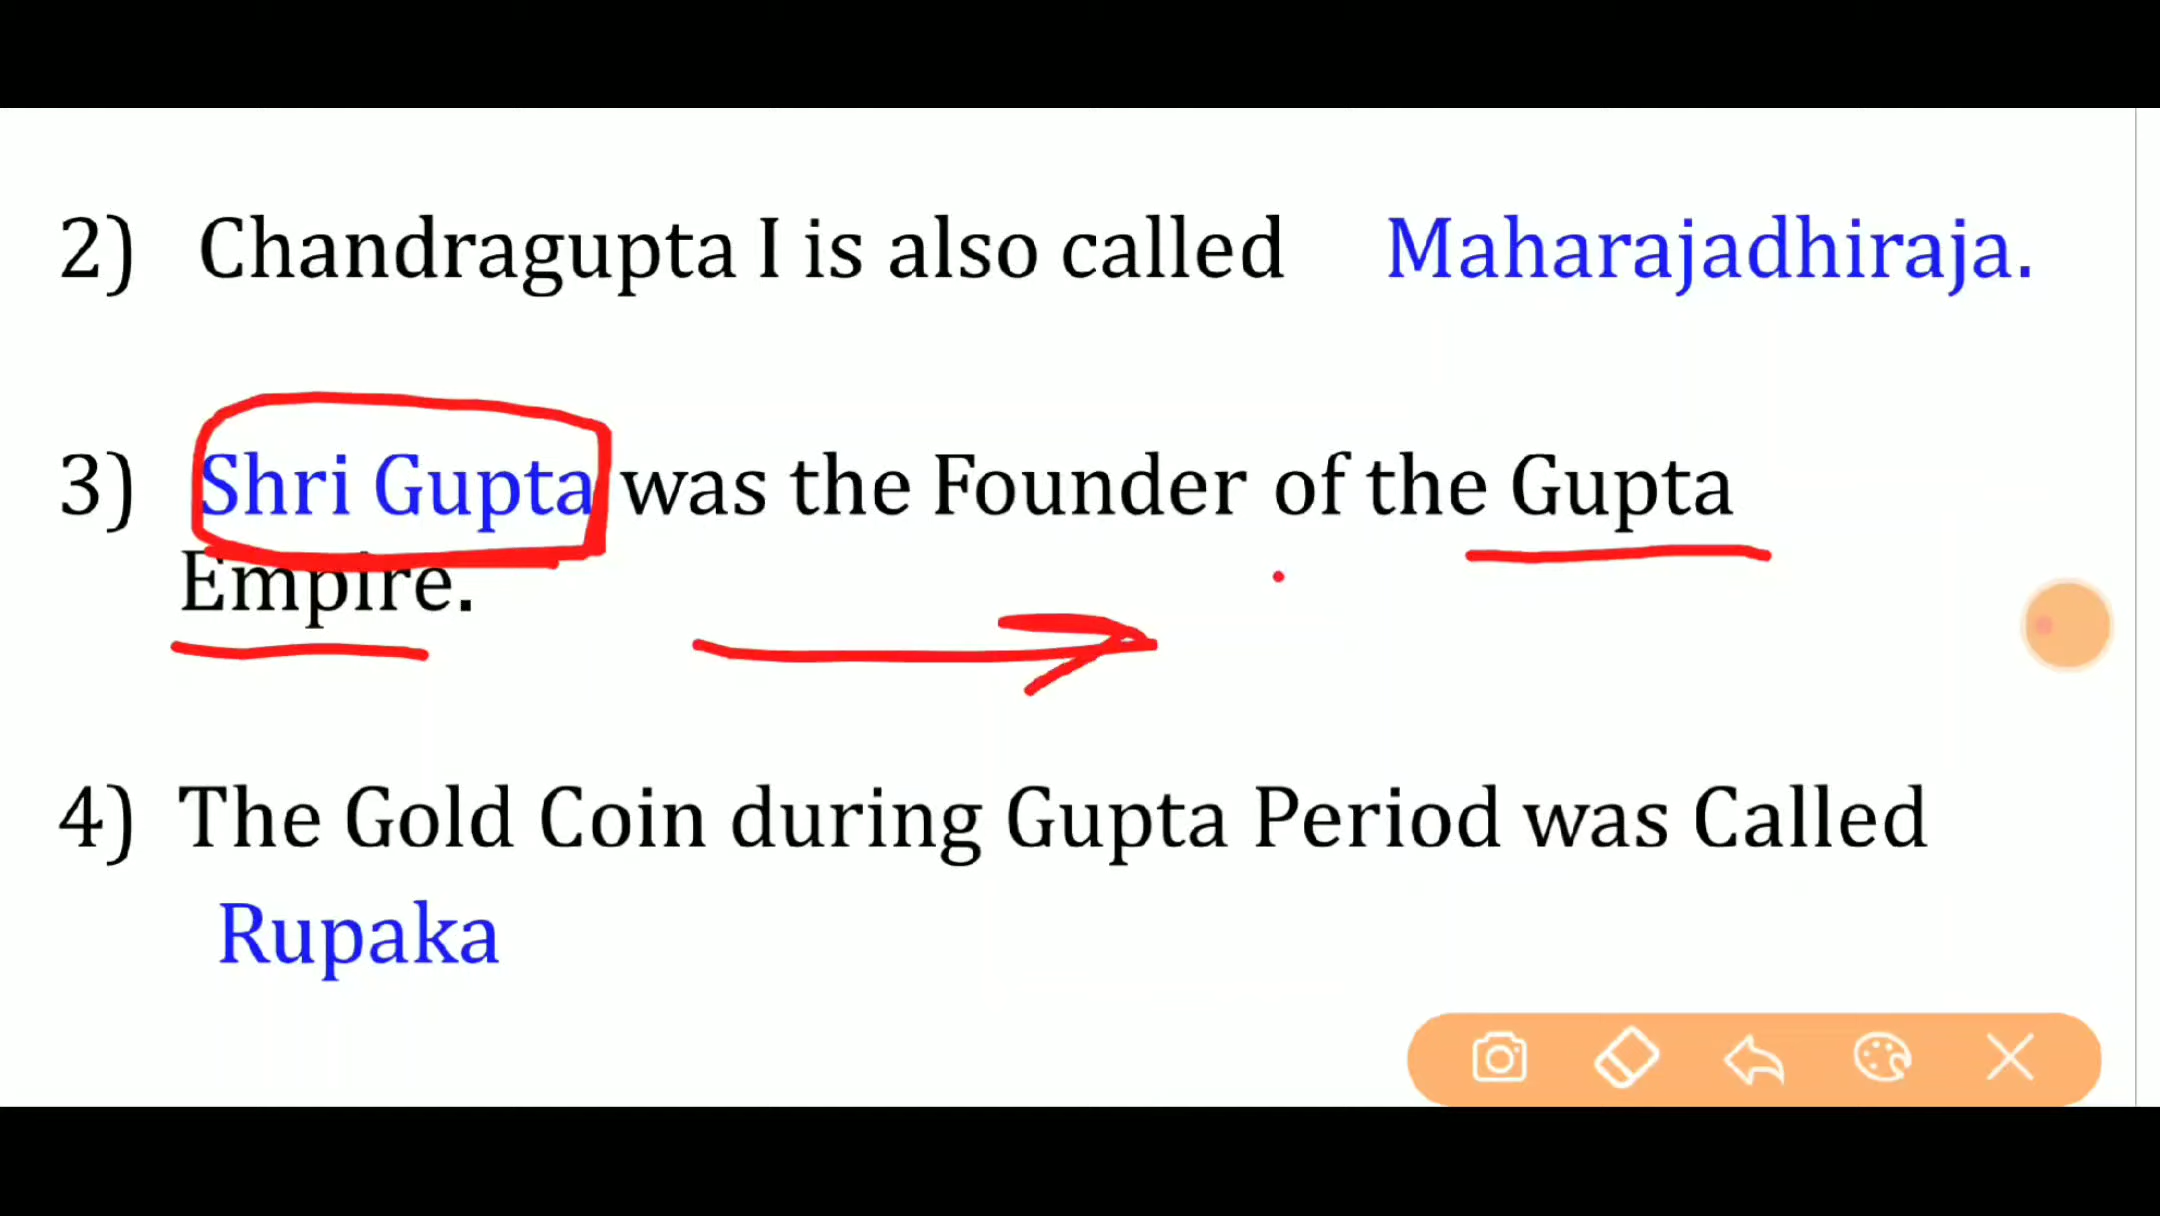 2) Chandragupta I is also called Maharajadhiraja.
3) Shri Gupta was the Founder of the Gupta
Empire.
4) The Gold Coin during Gupta Period was Called
Rupaka